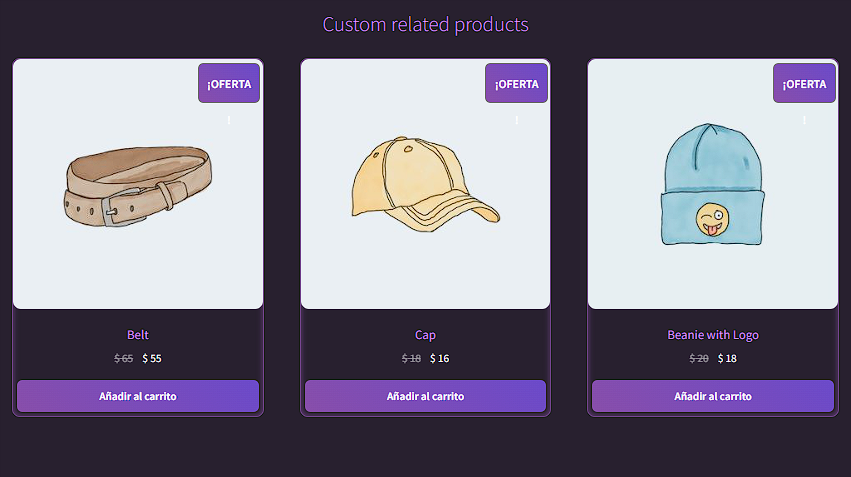 Custom related products
¡OFERTA
!
¡OFERTA
!
¡OFERTA
!
Belt
$ 65 $ 55
Añadir al carrito
Cap
$ 18 $ 16
Añadir al carrito
Beanie with Logo
$ 20 $ 18
Añadir al carrito